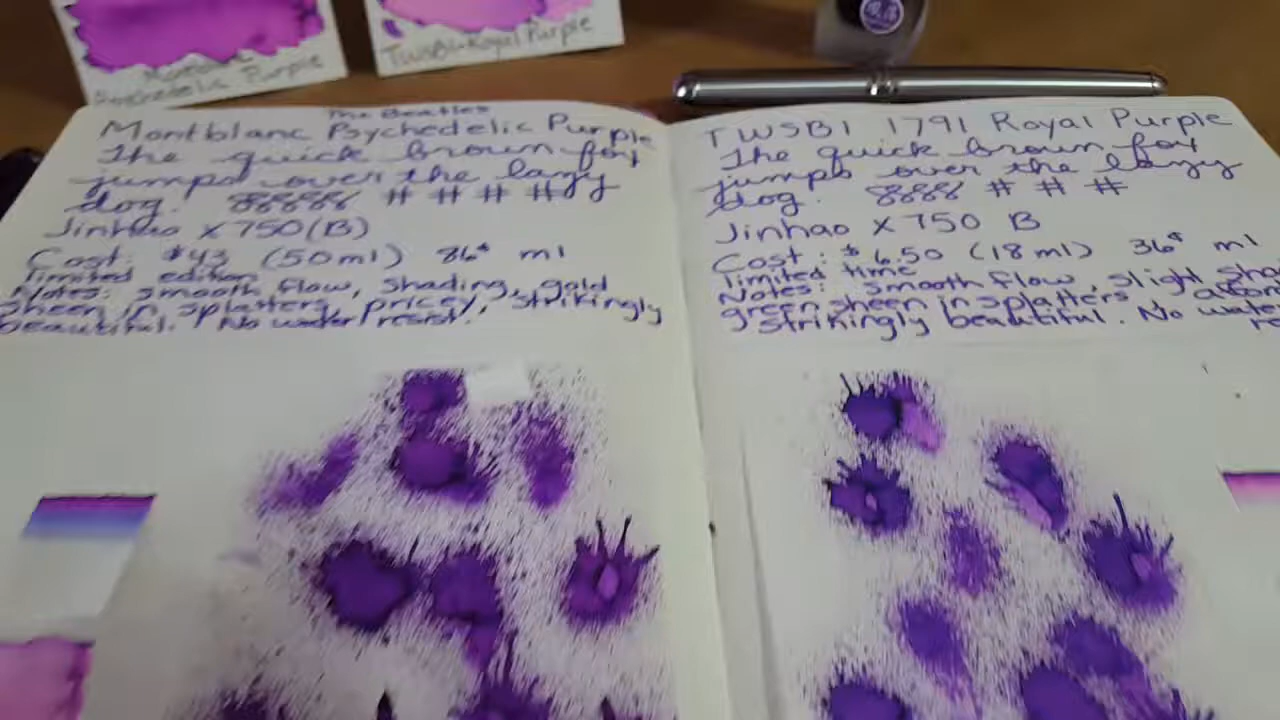 Psychedelic Purple
TWSBI-Royal Purple
The Beatles
Montblanc Psychedelic Purple
The quick brown fox
jumps over the lazy
dog. 888888 # # # #
Jinhao x750 (B)
Cost: $43 (50ml) 86¢ ml
limited edition
Notes: smooth flow, shading, gold
sheen in splatters, pricey, strikingly
beautiful. No water resist.
TWSBI 1791 Royal Purple
The quick brown fox
jumps over the lazy
dog. 8888 # # #
Jinhao x750 B
Cost: $6.50 (18ml) 36¢ ml
limited time
Notes: smooth flow, slight
green sheen in splatters,
strikingly beautiful. No